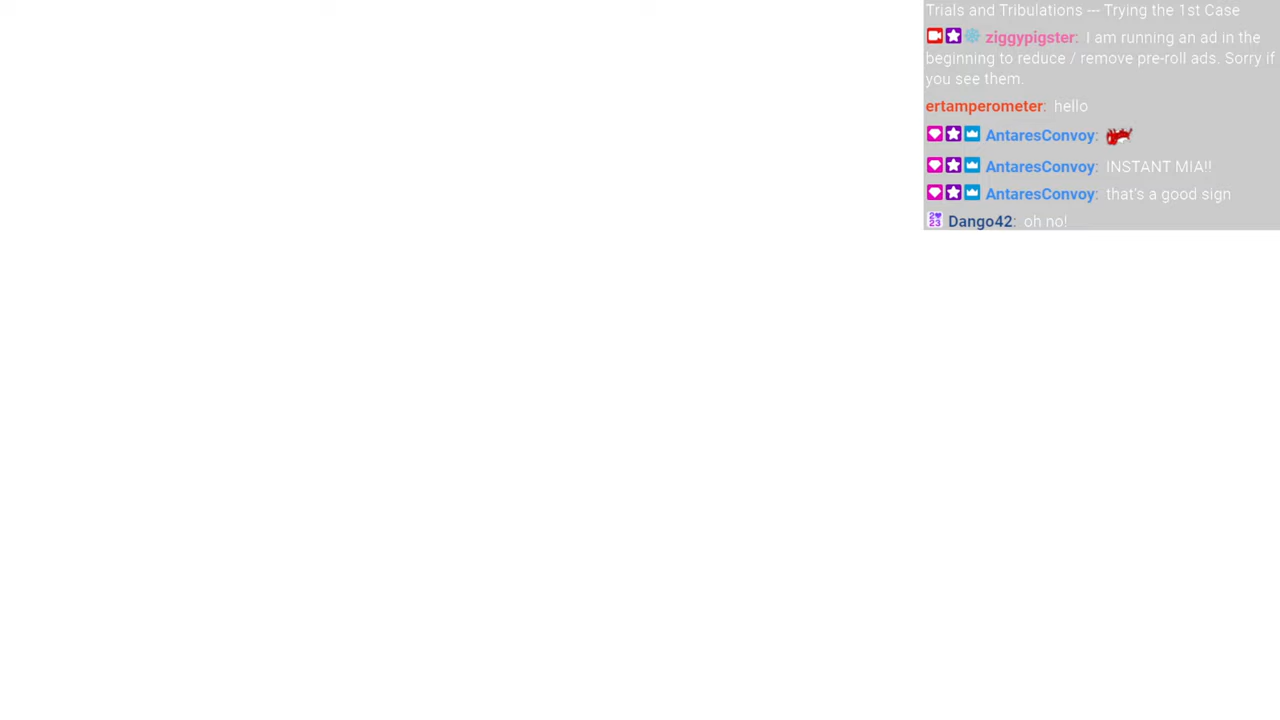 Trials and Tribulations --- Trying the 1st Case
ziggypigster: I am running an ad in the
beginning to reduce / remove pre-roll ads. Sorry if
you see them.
ertamperometer: hello
AntaresConvoy:
AntaresConvoy: INSTANT MIA!!
AntaresConvoy: that's a good sign
2 23 Dango42: oh no!